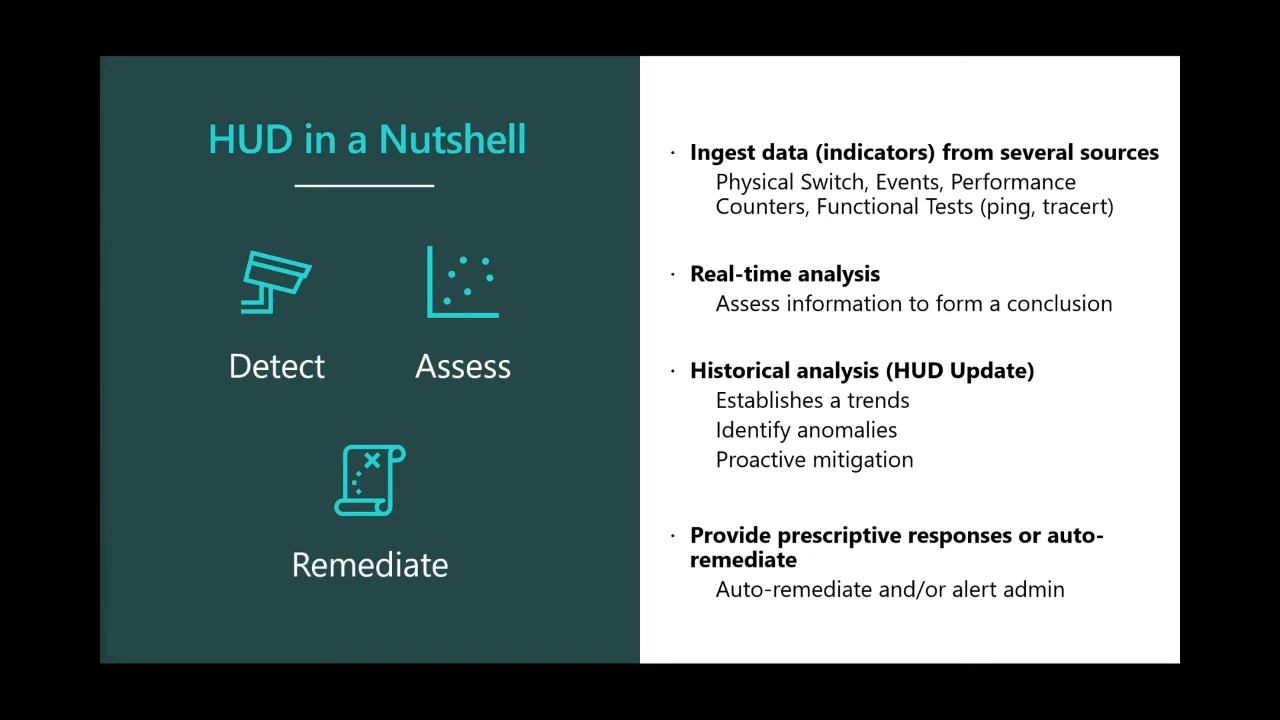 HUD in a Nutshell
Detect
Assess
Remediate
· Ingest data (indicators) from several sources
Physical Switch, Events, Performance
Counters, Functional Tests (ping, tracert)
· Real-time analysis
Assess information to form a conclusion
· Historical analysis (HUD Update)
Establishes a trends
Identify anomalies
Proactive mitigation
· Provide prescriptive responses or auto-
remediate
Auto-remediate and/or alert admin